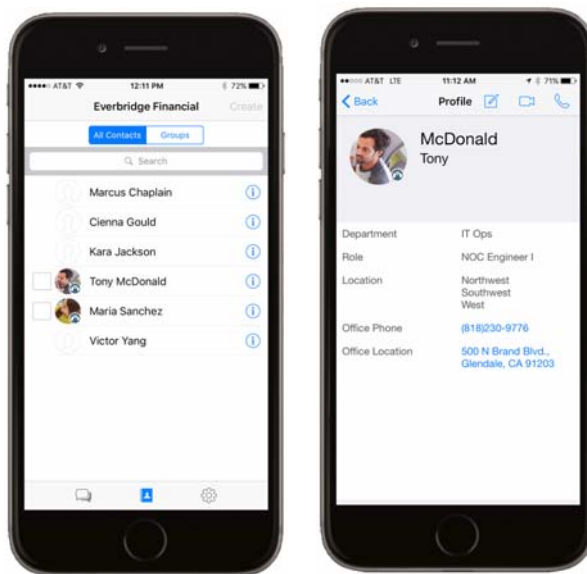 AT&T 12:11 PM 72%
Everbridge Financial Create
All Contacts Groups
Search
Marcus Chaplain
Cienna Gould
Kara Jackson
Tony McDonald
Maria Sanchez
Victor Yang
AT&T LTE 11:12 AM 71%
Back Profile
McDonald
Tony
Department IT Ops
Role NOC Engineer I
Location Northwest
Southwest
West
Office Phone (818)230-9776
Office Location 500 N Brand Blvd.,
Glendale, CA 91203